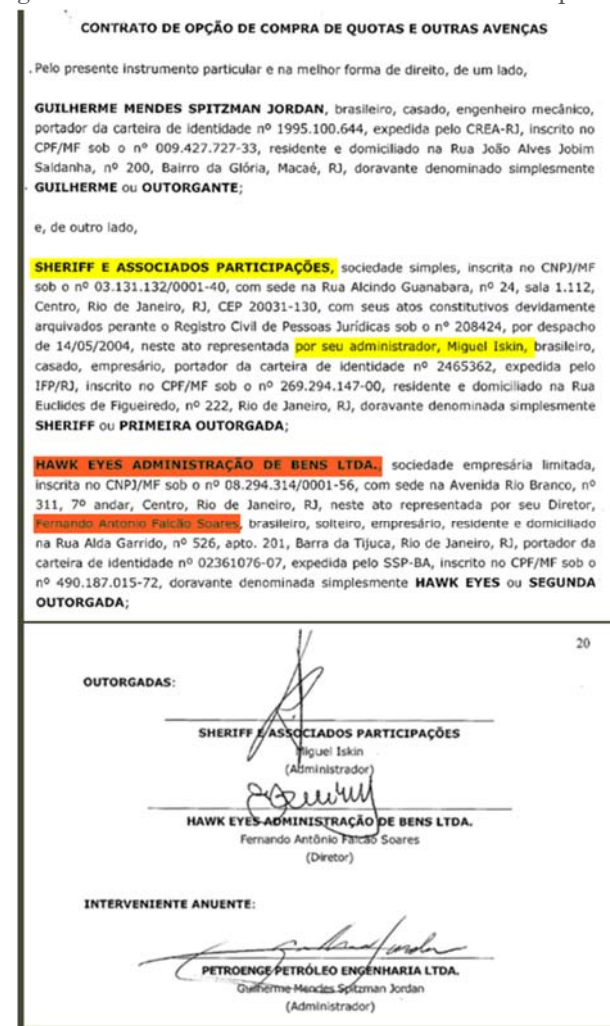 CONTRATO DE OPÇÃO DE COMPRA DE QUOTAS E OUTRAS AVENÇAS
Pelo presente instrumento particular e na melhor forma de direito, de um lado,
GUILHERME MENDES SPITZMAN JORDAN, brasileiro, casado, engenheiro mecânico,
portador da carteira de identidade nº 1995.100.644, expedida pelo CREA-RJ, inscrito no
CPF/MF sob o nº 009.427.727-33, residente e domiciliado na Rua João Alves Jobim
Saldanha, nº 200, Bairro da Glória, Macaé, RJ, doravante denominado simplesmente
GUILHERME ou OUTORGANTE;
e, de outro lado,
SHERIFF E ASSOCIADOS PARTICIPAÇÕES, sociedade simples, inscrita no CNPJ/MF
sob o nº 03.131.132/0001-40, com sede na Rua Alcindo Guanabara, nº 24, sala 1.112,
Centro, Rio de Janeiro, RJ, CEP 20031-130, com seus atos constitutivos devidamente
arquivados perante o Registro Civil de Pessoas Jurídicas sob o nº 208424, por despacho
de 14/05/2004, neste ato representada por seu administrador, Miguel Iskin, brasileiro,
casado, empresário, portador da carteira de identidade nº 2465362, expedida pelo
IFP/RJ, inscrito no CPF/MF sob o nº 269.294.147-00, residente e domiciliado na Rua
Euclides de Figueiredo, nº 222, Rio de Janeiro, RJ, doravante denominada simplesmente
SHERIFF ou PRIMEIRA OUTORGADA;
HAWK EYES ADMINISTRAÇÃO DE BENS LTDA., sociedade empresária limitada,
inscrita no CNPJ/MF sob o nº 08.294.314/0001-56, com sede na Avenida Rio Branco, nº
311, 7º andar, Centro, Rio de Janeiro, RJ, neste ato representada por seu Diretor,
Fernando Antonio Falcão Soares, brasileiro, solteiro, empresário, residente e domiciliado
na Rua Alda Garrido, nº 526, apto. 201, Barra da Tijuca, Rio de Janeiro, RJ, portador da
carteira de identidade nº 02361076-07, expedida pelo SSP-BA, inscrito no CPF/MF sob o
nº 490.187.015-72, doravante denominada simplesmente HAWK EYES ou SEGUNDA
OUTORGADA;
20
OUTORGADAS:
SHERIFF E ASSOCIADOS PARTICIPAÇÕES
Miguel Iskin
(Administrador)
HAWK EYES ADMINISTRAÇÃO DE BENS LTDA.
Fernando Antônio Falcão Soares
(Diretor)
INTERVENIENTE ANUENTE:
PETROENGE PETRÓLEO ENGENHARIA LTDA.
Guilherme Mendes Spitzman Jordan
(Administrador)